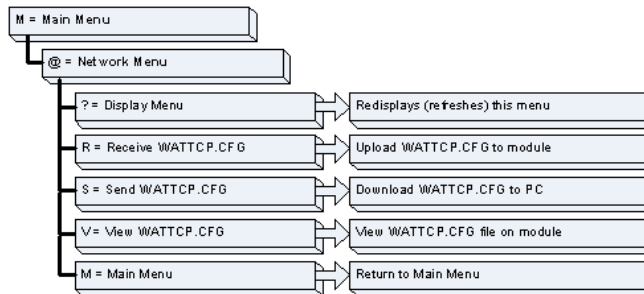 M = Main Menu
@ = Network Menu
? = Display Menu
Redisplays (refreshes) this menu
R = Receive WATTCP.CFG
Upload WATTCP.CFG to module
S = Send WATTCP.CFG
Download WATTCP.CFG to PC
V= View WATTCP.CFG
View WATTCP.CFG file on module
M = Main Menu
Return to Main Menu